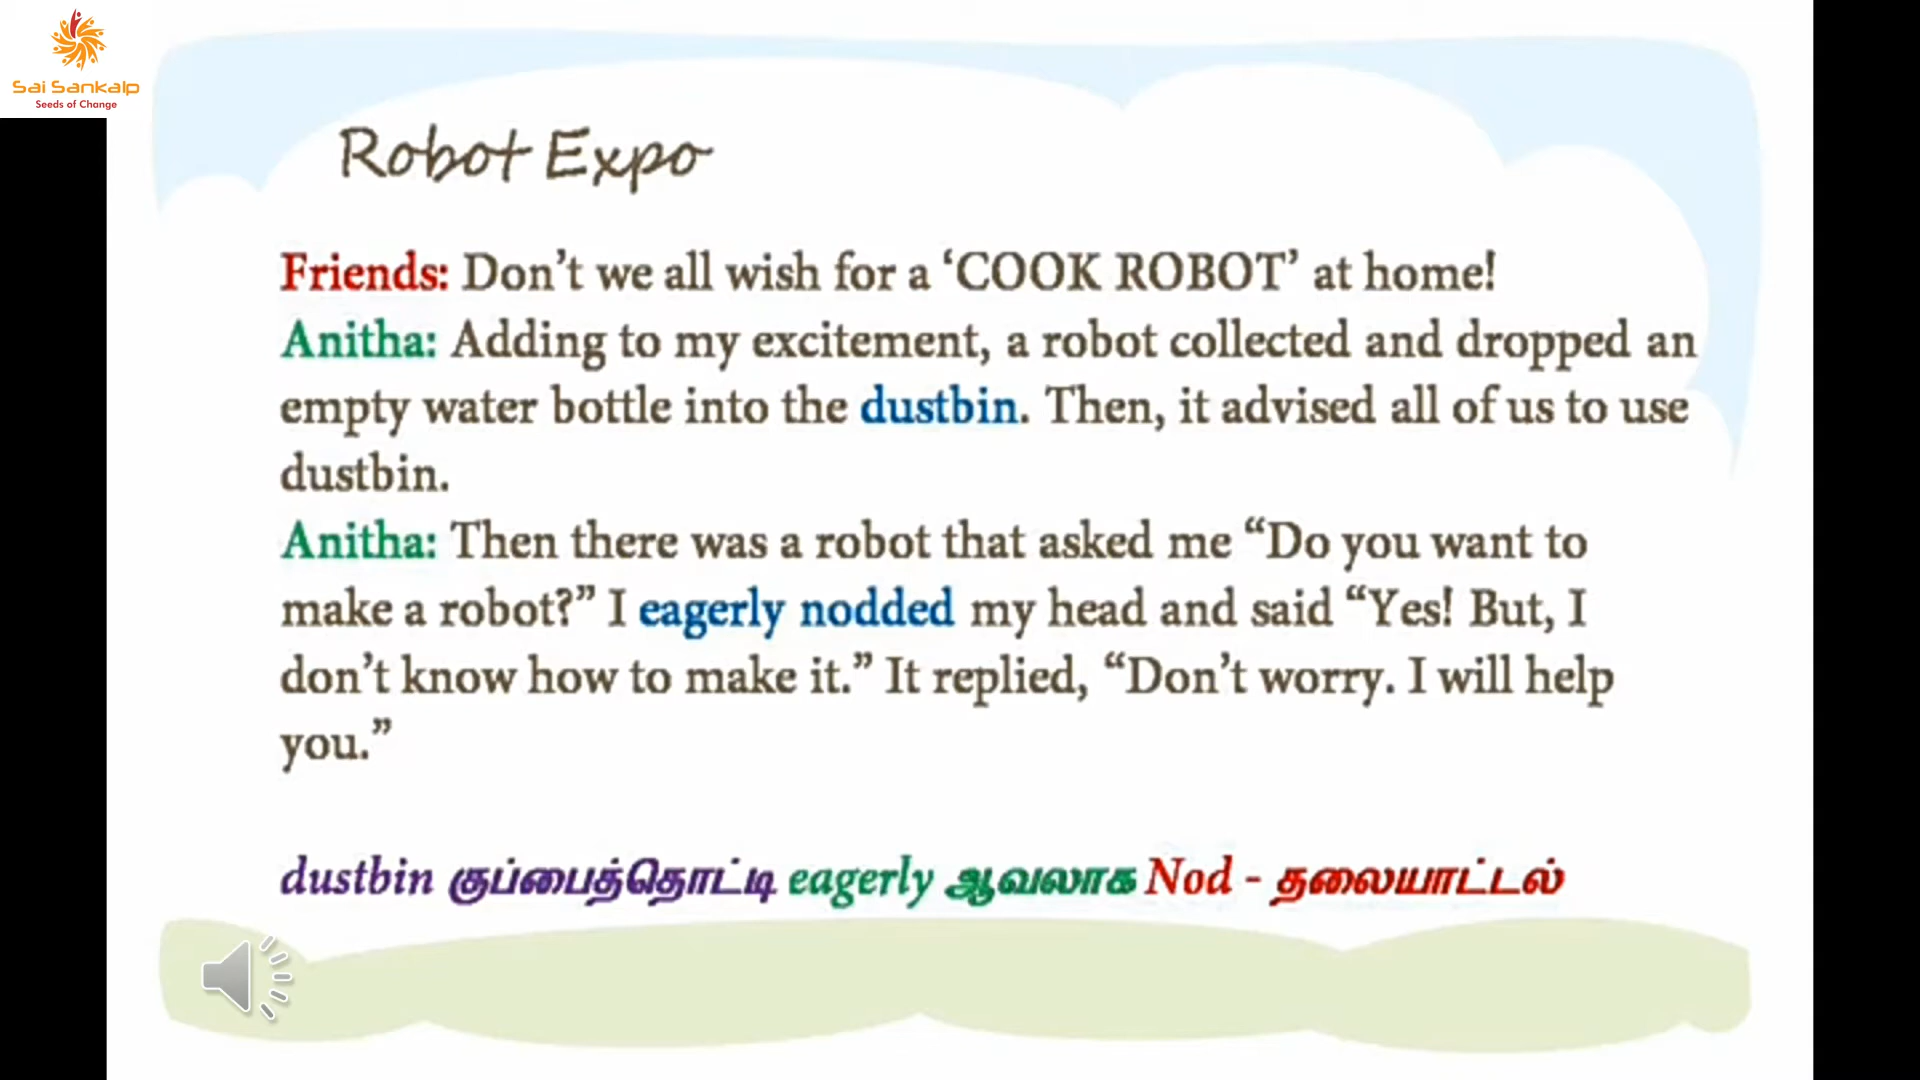 Sai Sankalp
Seeds of Change
Robot Expo
Friends: Don’t we all wish for a ‘COOK ROBOT’ at home!
Anitha: Adding to my excitement, a robot collected and dropped an
empty water bottle into the dustbin. Then, it advised all of us to use
dustbin.
Anitha: Then there was a robot that asked me “Do you want to
make a robot?” I eagerly nodded my head and said “Yes! But, I
don’t know how to make it.” It replied, “Don’t worry. I will help
you.”
dustbin குப்பைத்தொட்டி eagerly ஆவலாக Nod - தலையாட்டல்